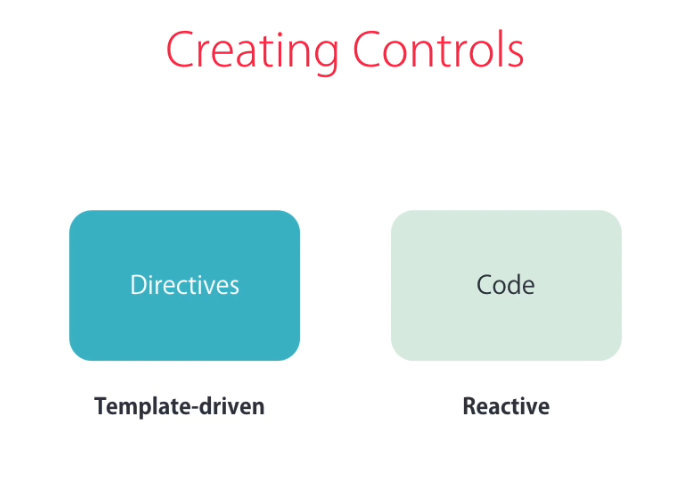 Creating Controls
Directives
Code
Template-driven
Reactive